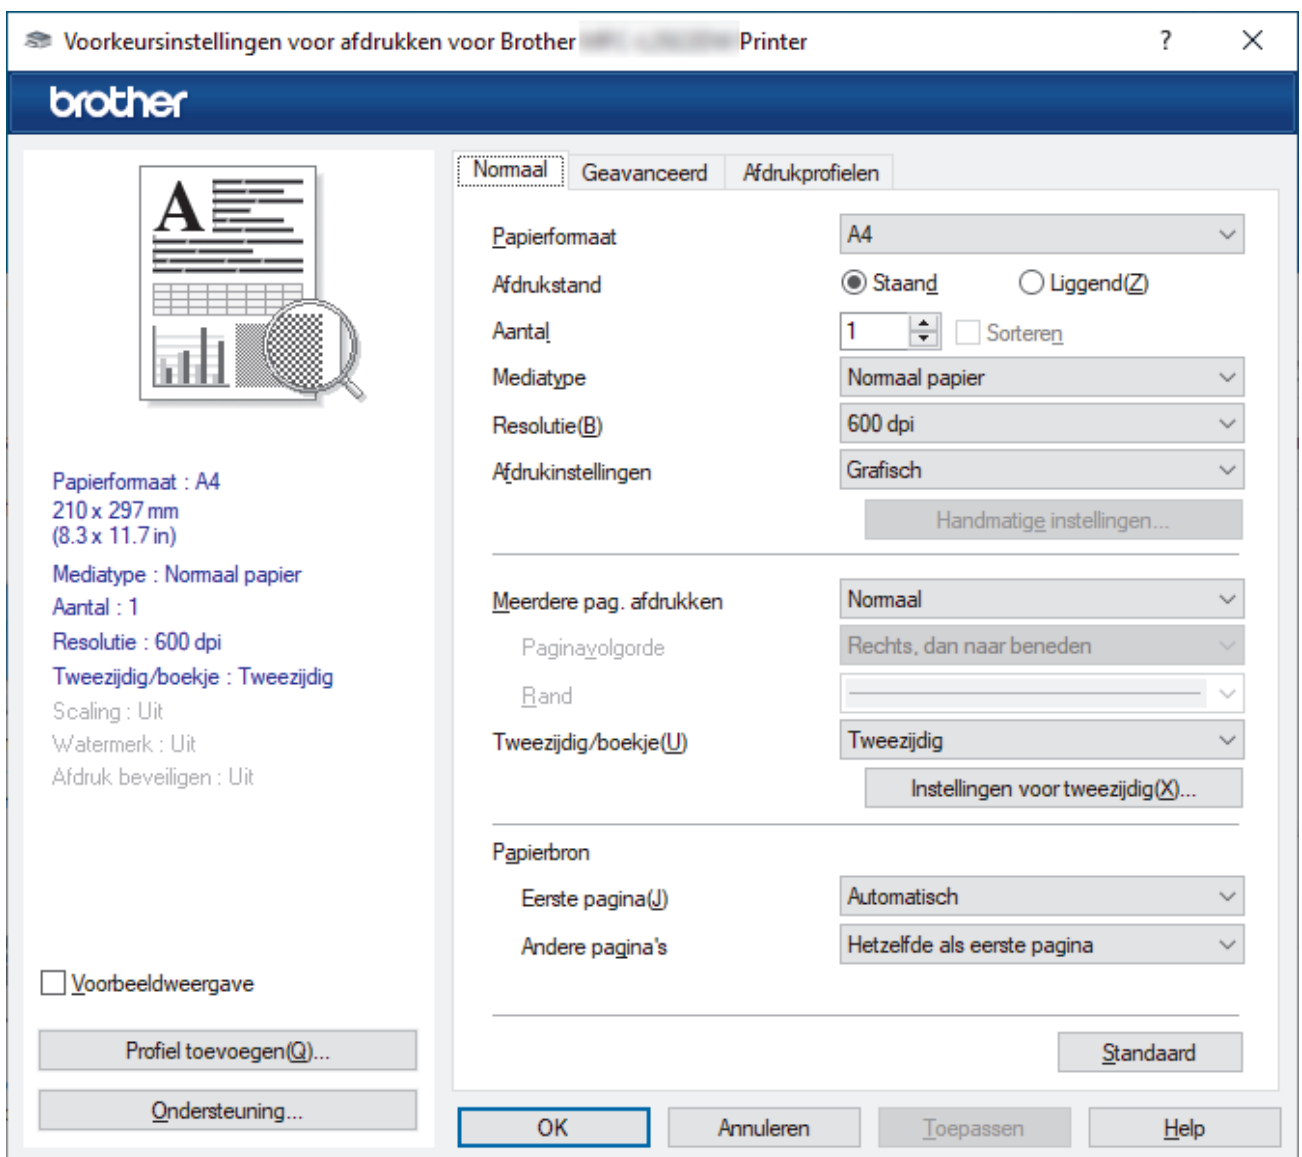 Voorkeursinstellingen voor afdrukken voor Brother Printer
brother
A
Papierformaat : A4
210 x 297 mm
(8.3 x 11.7 in)
Mediatype : Normaal papier
Aantal : 1
Resolutie : 600 dpi
Tweezijdig/boekje : Tweezijdig
Scaling : Uit
Watermerk : Uit
Afdruk beveiligen : Uit
Voorbeeldweergave
Profiel toevoegen(Q)...
Ondersteuning...
Normaal Geavanceerd Afdrukprofielen
Papierformaat A4
Afdrukstand Staand Liggend(Z)
Aantal 1 Sorteren
Mediatype Normaal papier
Resolutie(B) 600 dpi
Afdrukinstellingen Grafisch
Handmatige instellingen...
Meerdere pag. afdrukken Normaal
Paginavolgorde Rechts, dan naar beneden
Rand
Tweezijdig/boekje(U) Tweezijdig
Instellingen voor tweezijdig(X)...
Papierbron
Eerste pagina(J) Automatisch
Andere pagina's Hetzelfde als eerste pagina
Standaard
OK Annuleren Toepassen Help